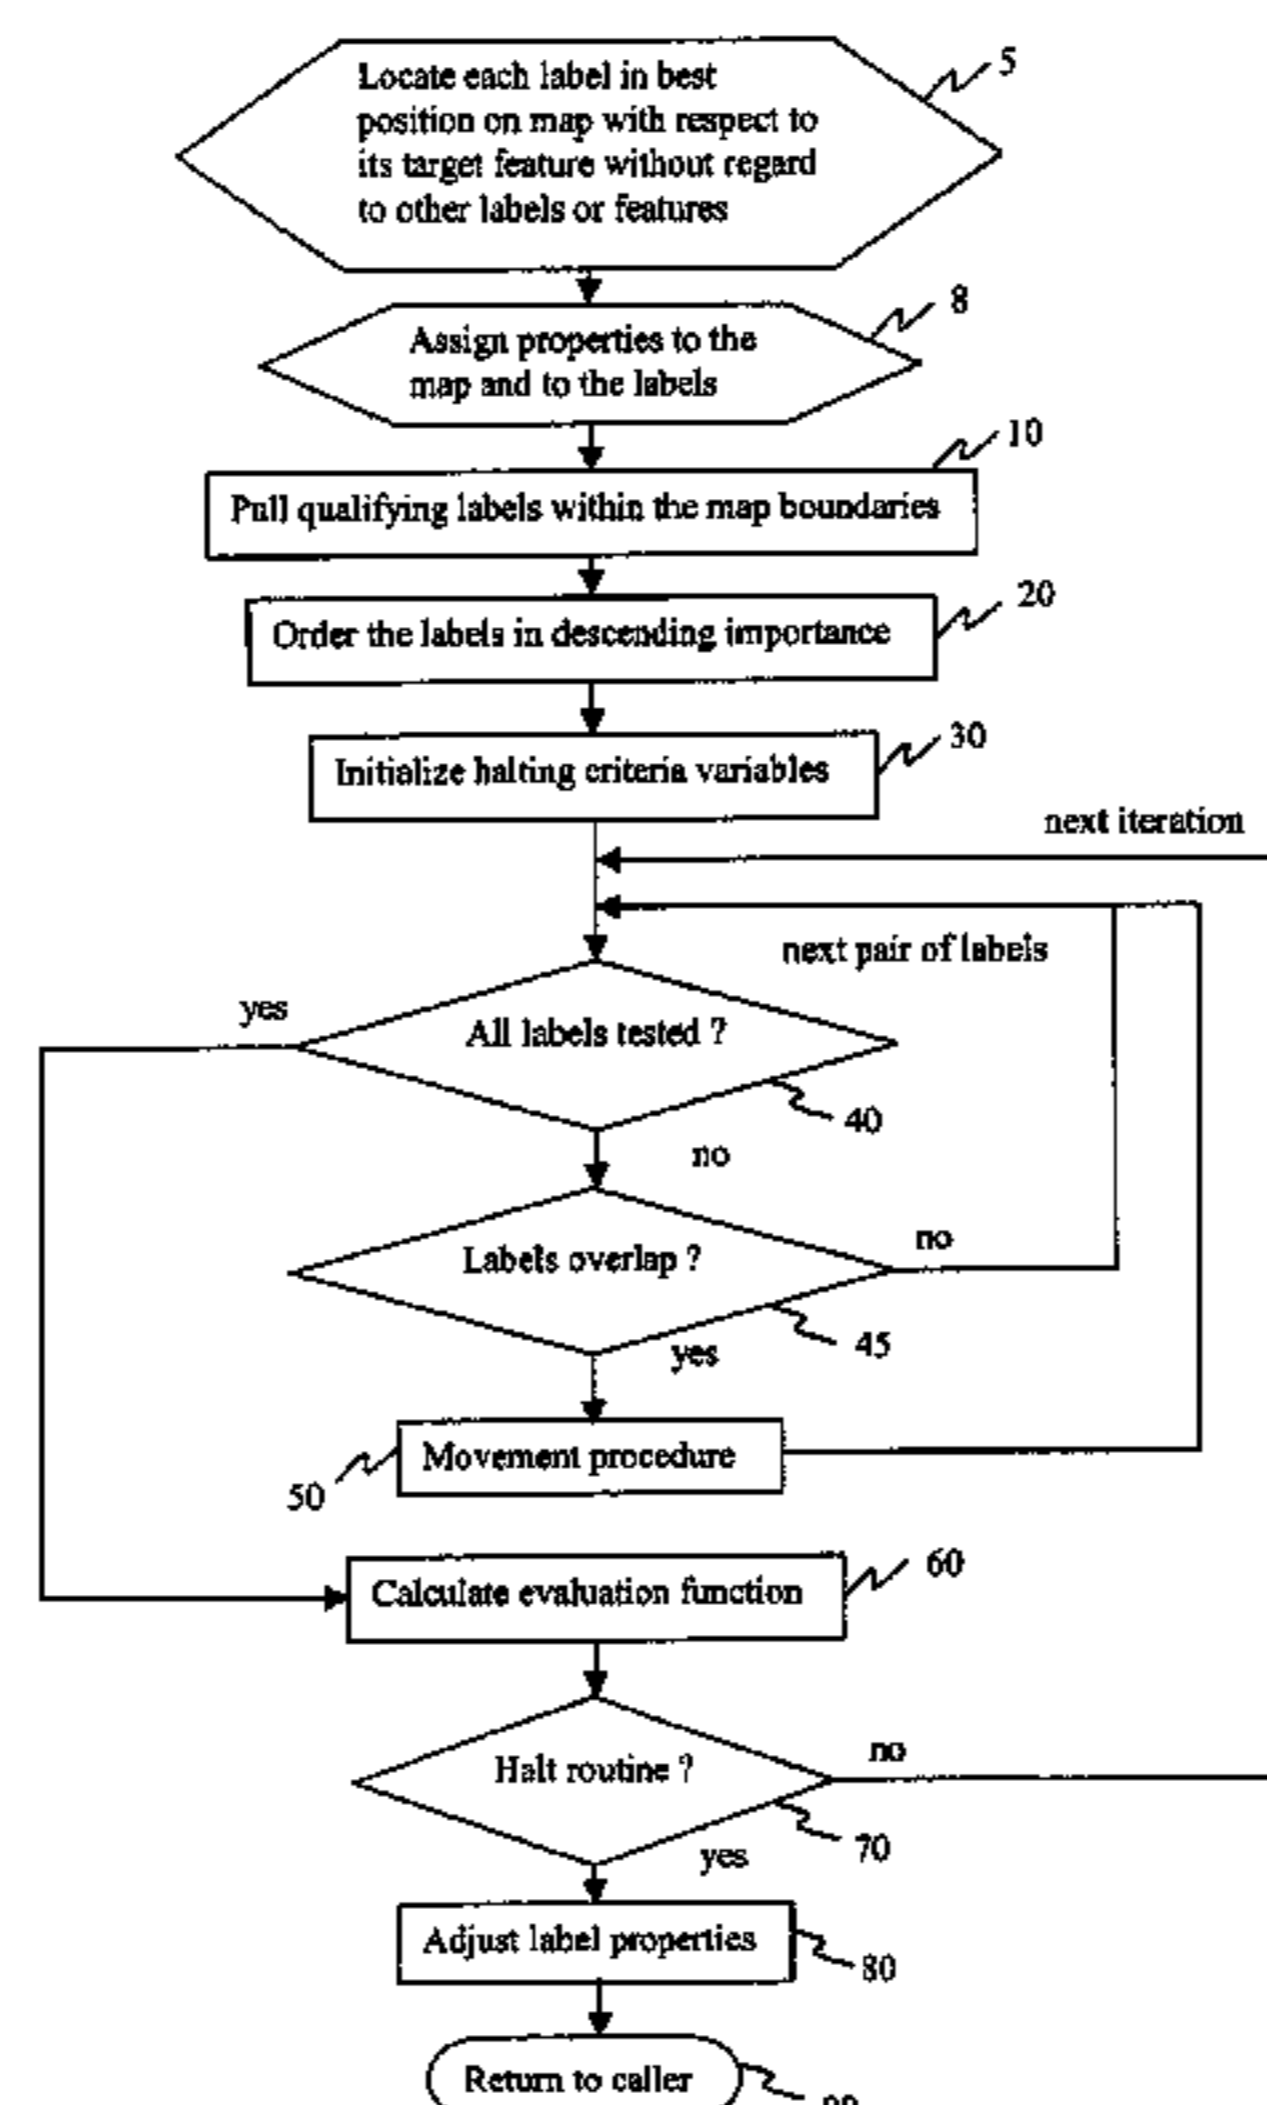 Locate each label in best
position on map with respect to
its target feature without regard
to other labels or features
5
Assign properties to the
map and to the labels
8
10
Pull qualifying labels within the map boundaries
20
Order the labels in descending importance
30
Initialize halting criteria variables
next iteration
next pair of labels
yes
All labels tested ?
40
no
Labels overlap ?
no
45
yes
Movement procedure
50
60
Calculate evaluation function
Halt routine ?
no
70
yes
Adjust label properties
80
Return to caller